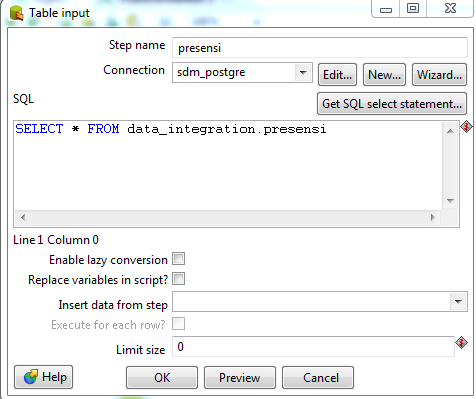 Table input
Step name presensi
Connection sdm_postgre Edit... New... Wizard...
SQL Get SQL select statement...
SELECT * FROM data_integration.presensi
Line1 Column 0
Enable lazy conversion
Replace variables in script?
Insert data from step
Execute for each row?
Limit size 0
Help OK Preview Cancel